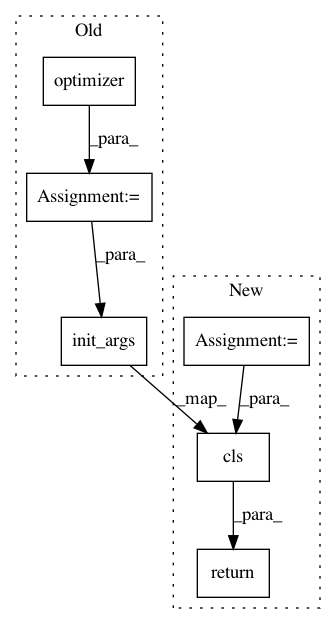 Old
optimizer
_para_
Assignment:=
_para_
init_args
New
Assignment:=
_map_
_para_
cls
_para_
return